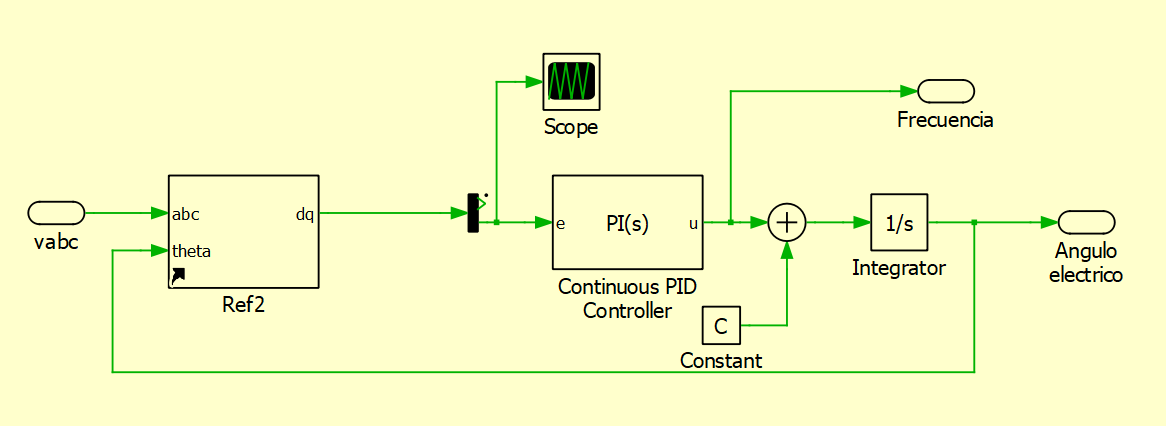 Scope
Frecuencia
vabc
abc
dq
theta
Ref2
e
PI(s)
u
Continuous PID
Controller
C
Constant
1/s
Integrator
Angulo
electrico